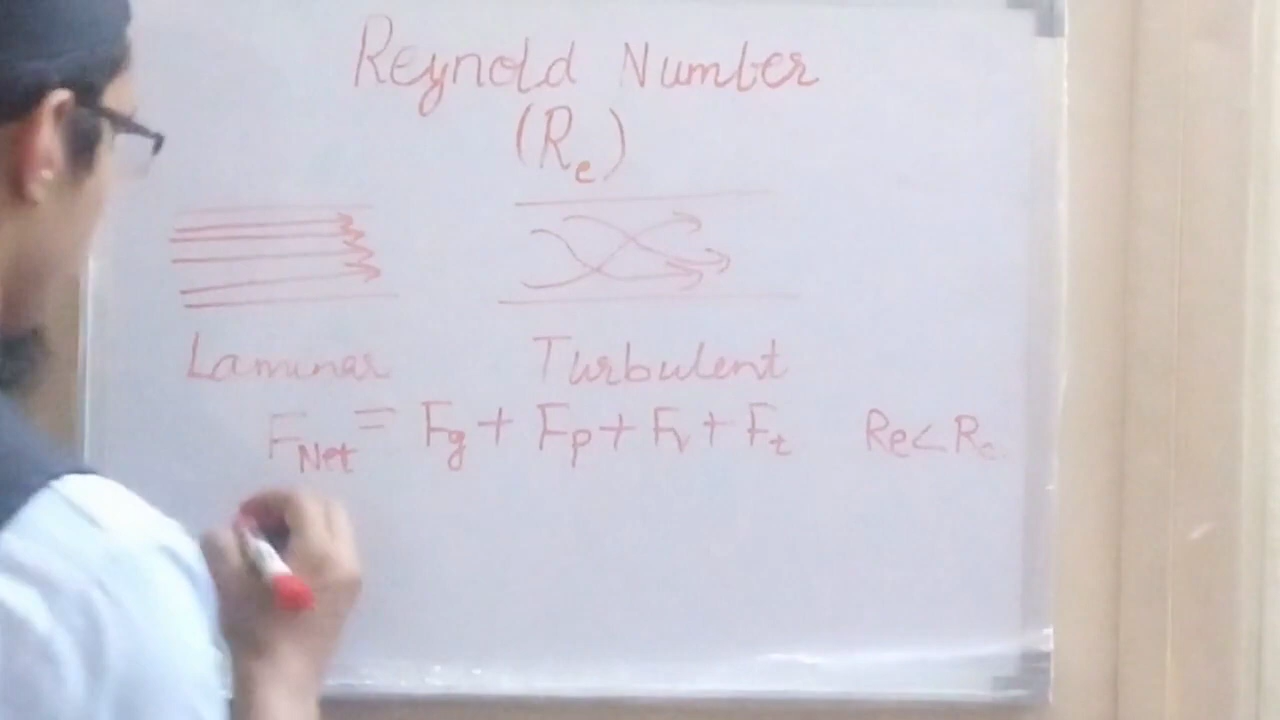 Reynold Number
(Re)
Laminar Turbulent
FNet = Fg + Fp + Fv + Ft Re < Rc